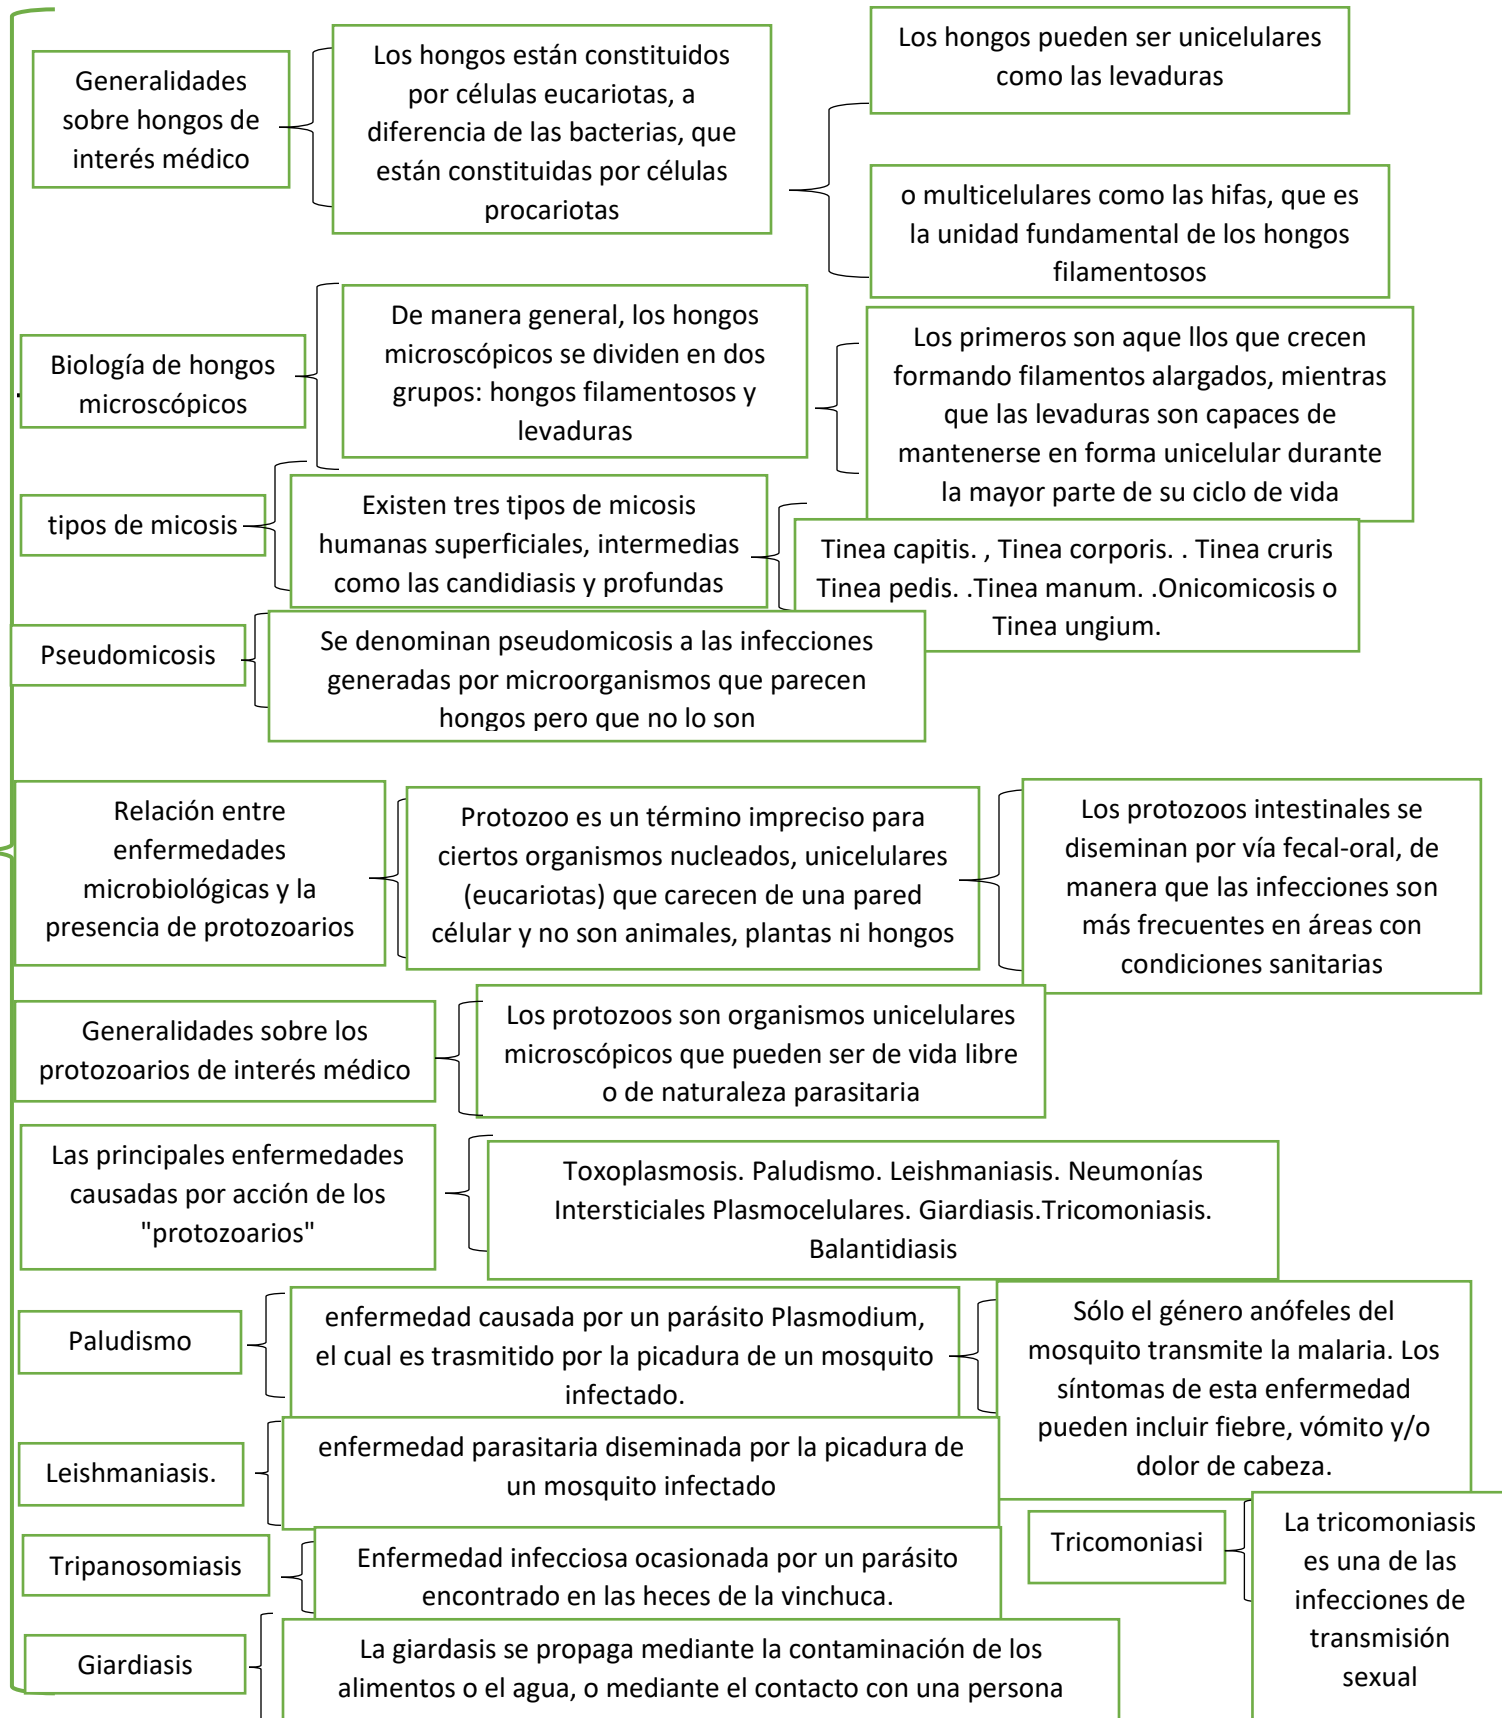 Generalidades
sobre hongos de
interés médico
Los hongos están constituidos
por células eucariotas, a
diferencia de las bacterias, que
están constituidas por células
procariotas
Los hongos pueden ser unicelulares
como las levaduras
o multicelulares como las hifas, que es
la unidad fundamental de los hongos
filamentosos
Biología de hongos
microscópicos
De manera general, los hongos
microscópicos se dividen en dos
grupos: hongos filamentosos y
levaduras
Los primeros son aque llos que crecen
formando filamentos alargados, mientras
que las levaduras son capaces de
mantenerse en forma unicelular durante
la mayor parte de su ciclo de vida
tipos de micosis
Existen tres tipos de micosis
humanas superficiales, intermedias
como las candidiasis y profundas
Tinea capitis. , Tinea corporis. . Tinea cruris
Tinea pedis. .Tinea manum. .Onicomicosis o
Tinea ungium.
Pseudomicosis
Se denominan pseudomicosis a las infecciones
generadas por microorganismos que parecen
hongos pero que no lo son
Relación entre
enfermedades
microbiológicas y la
presencia de protozoarios
Protozoo es un término impreciso para
ciertos organismos nucleados, unicelulares
(eucariotas) que carecen de una pared
célular y no son animales, plantas ni hongos
Los protozoos intestinales se
diseminan por vía fecal-oral, de
manera que las infecciones son
más frecuentes en áreas con
condiciones sanitarias
Generalidades sobre los
protozoarios de interés médico
Los protozoos son organismos unicelulares
microscópicos que pueden ser de vida libre
o de naturaleza parasitaria
Las principales enfermedades
causadas por acción de los
"protozoarios"
Toxoplasmosis. Paludismo. Leishmaniasis. Neumonías
Intersticiales Plasmocelulares. Giardiasis.Tricomoniasis.
Balantidiasis
Paludismo
enfermedad causada por un parásito Plasmodium,
el cual es trasmitido por la picadura de un mosquito
infectado.
Sólo el género anófeles del
mosquito transmite la malaria. Los
síntomas de esta enfermedad
pueden incluir fiebre, vómito y/o
dolor de cabeza.
Leishmaniasis.
enfermedad parasitaria diseminada por la picadura de
un mosquito infectado
Tripanosomiasis
Enfermedad infecciosa ocasionada por un parásito
encontrado en las heces de la vinchuca.
Tricomoniasi
La tricomoniasis
es una de las
infecciones de
transmisión
sexual
Giardiasis
La giardasis se propaga mediante la contaminación de los
alimentos o el agua, o mediante el contacto con una persona